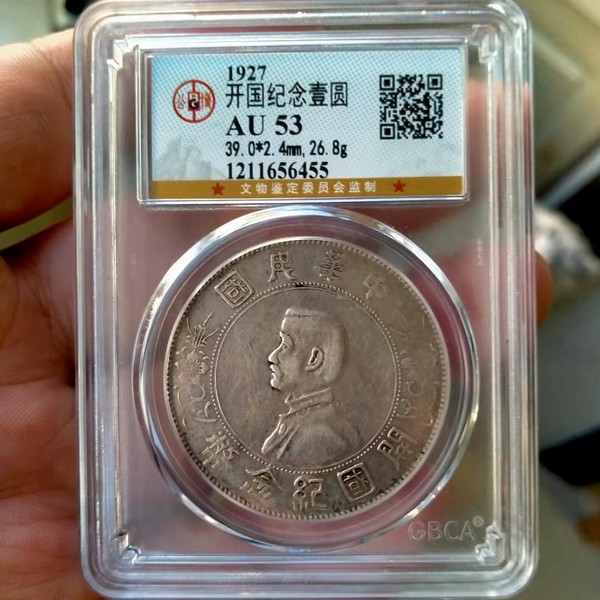 1927
开国纪念壹圆
AU 53
39.0*2.4mm,26.8g
1211656455
★ 文物鉴定委员会监制 ★
中華民國
開國紀念幣
GBCA®